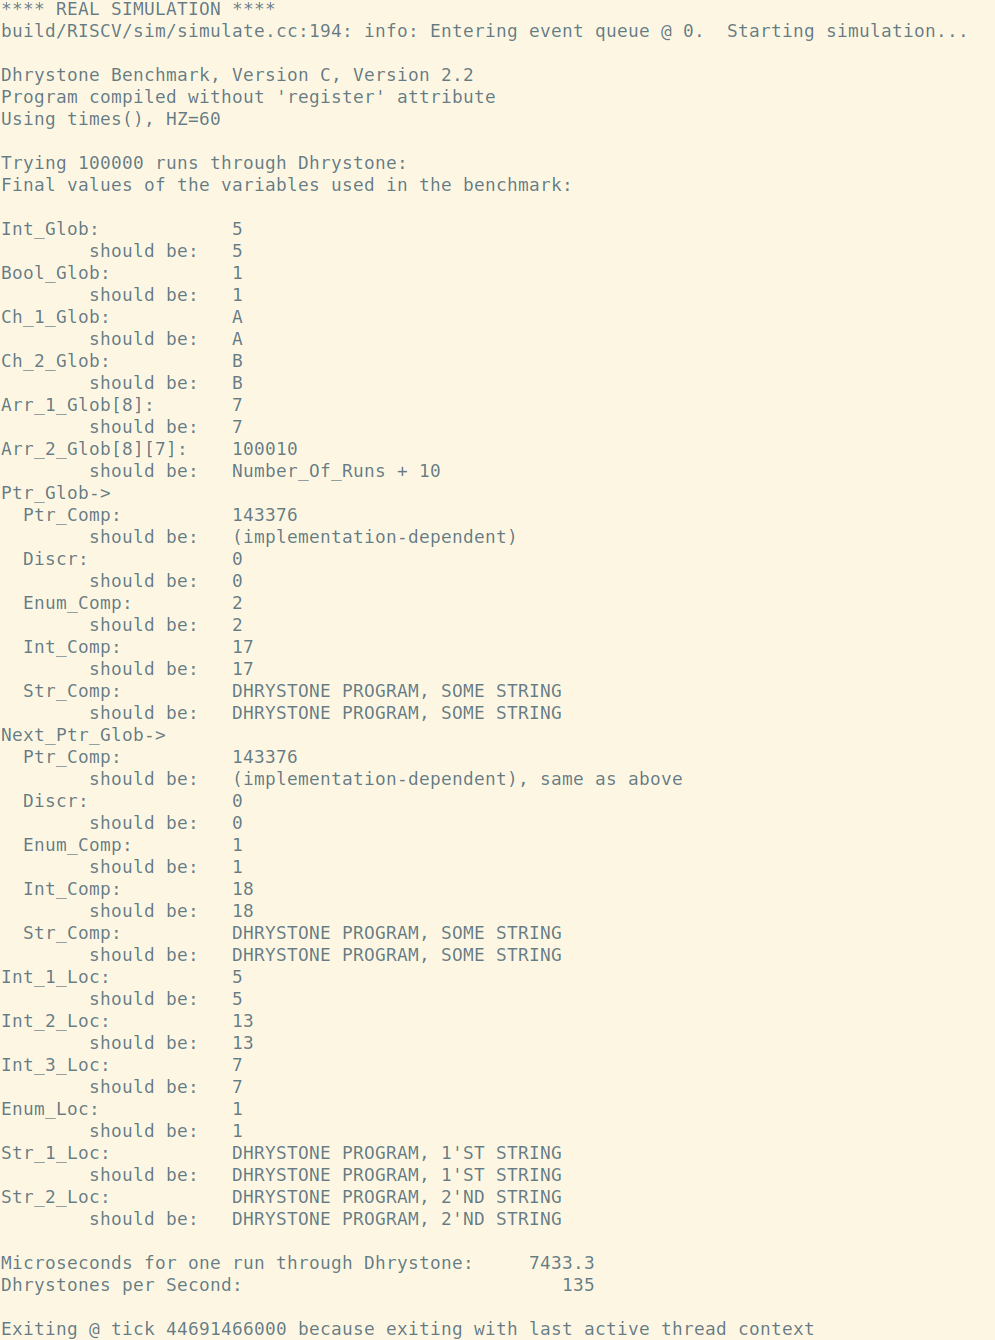 **** REAL SIMULATION ****
build/RISCV/sim/simulate.cc:194: info: Entering event queue @ 0.  Starting simulation...

Dhrystone Benchmark, Version C, Version 2.2
Program compiled without 'register' attribute
Using times(), HZ=60

Trying 100000 runs through Dhrystone:
Final values of the variables used in the benchmark:

Int_Glob:            5
        should be:   5
Bool_Glob:           1
        should be:   1
Ch_1_Glob:           A
        should be:   A
Ch_2_Glob:           B
        should be:   B
Arr_1_Glob[8]:       7
        should be:   7
Arr_2_Glob[8][7]:    100010
        should be:   Number_Of_Runs + 10
Ptr_Glob->
  Ptr_Comp:          143376
        should be:   (implementation-dependent)
  Discr:             0
        should be:   0
  Enum_Comp:         2
        should be:   2
  Int_Comp:          17
        should be:   17
  Str_Comp:          DHRYSTONE PROGRAM, SOME STRING
        should be:   DHRYSTONE PROGRAM, SOME STRING
Next_Ptr_Glob->
  Ptr_Comp:          143376
        should be:   (implementation-dependent), same as above
  Discr:             0
        should be:   0
  Enum_Comp:         1
        should be:   1
  Int_Comp:          18
        should be:   18
  Str_Comp:          DHRYSTONE PROGRAM, SOME STRING
        should be:   DHRYSTONE PROGRAM, SOME STRING
Int_1_Loc:           5
        should be:   5
Int_2_Loc:           13
        should be:   13
Int_3_Loc:           7
        should be:   7
Enum_Loc:            1
        should be:   1
Str_1_Loc:           DHRYSTONE PROGRAM, 1'ST STRING
        should be:   DHRYSTONE PROGRAM, 1'ST STRING
Str_2_Loc:           DHRYSTONE PROGRAM, 2'ND STRING
        should be:   DHRYSTONE PROGRAM, 2'ND STRING

Microseconds for one run through Dhrystone:     7433.3
Dhrystones per Second:                             135

Exiting @ tick 44691466000 because exiting with last active thread context